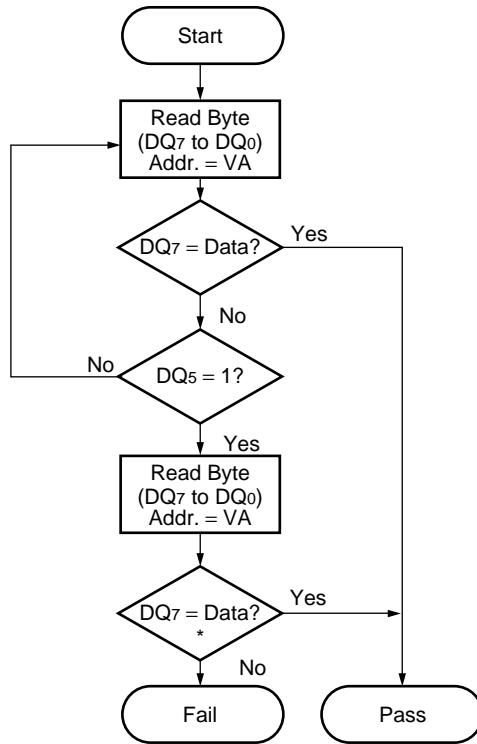 Start
Read Byte
(DQ7 to DQ0)
Addr. = VA
DQ7 = Data?
Yes
No
No
DQ5 = 1?
Yes
Read Byte
(DQ7 to DQ0)
Addr. = VA
DQ7 = Data?
*
Yes
No
Fail
Pass